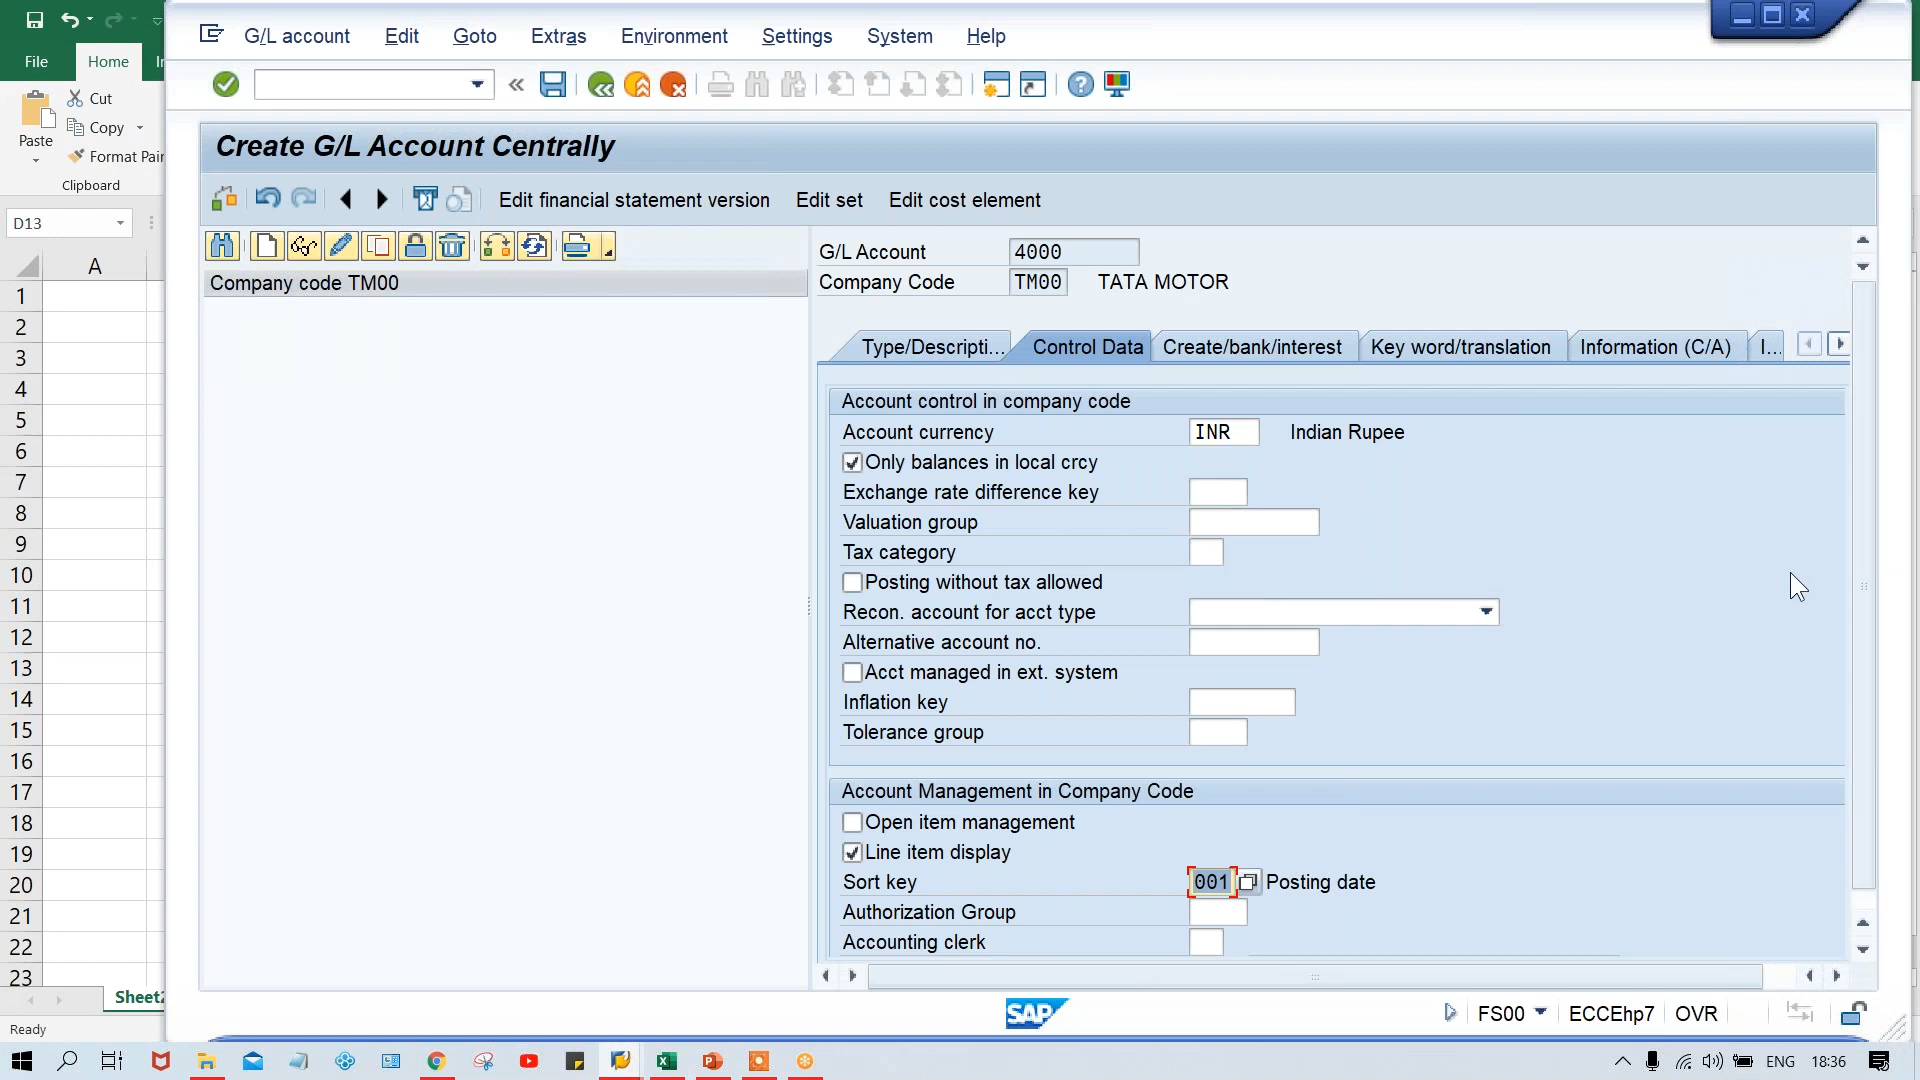 G/L account Edit Goto Extras Environment Settings System Help
File Home
Cut
Copy
Paste
Format Pai
Clipboard
Create G/L Account Centrally
Edit financial statement version Edit set Edit cost element
D13
A
1
2
3
4
5
6
7
8
9
10
11
12
13
14
15
16
17
18
19
20
21
22
23
Sheet2
Ready
Company code TM00
G/L Account 4000
Company Code TM00 TATA MOTOR
Type/Descripti... Control Data Create/bank/interest Key word/translation Information (C/A) I...
Account control in company code
Account currency INR Indian Rupee
Only balances in local crcy
Exchange rate difference key
Valuation group
Tax category
Posting without tax allowed
Recon. account for acct type
Alternative account no.
Acct managed in ext. system
Inflation key
Tolerance group
Account Management in Company Code
Open item management
Line item display
Sort key 001 Posting date
Authorization Group
Accounting clerk
SAP FS00 ECCEhp7 OVR
ENG 18:36